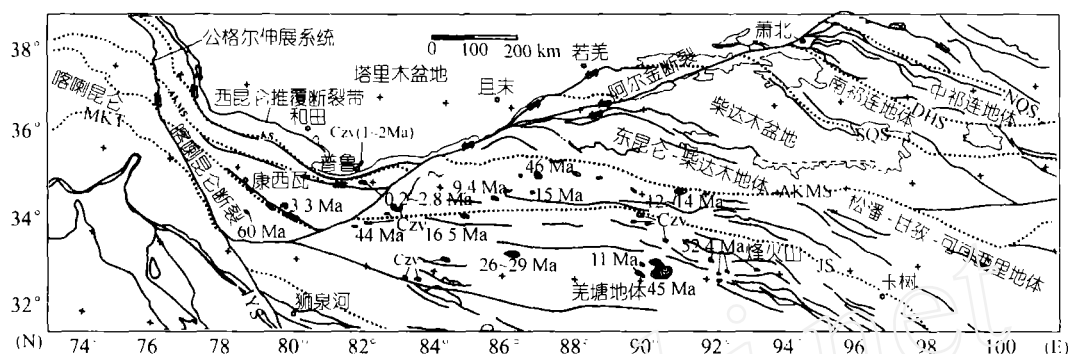 38°
36°
34°
32°
(N)
74°
76°
78°
80°
82°
84°
86°
88°
90°
92°
94°
96°
98°
100
(E)
0 100 200 km
公格尔伸展系统
塔里木盆地
若羌
且末
萧北
阿尔金断裂
喀喇昆仑
MKT
西昆仑推覆断裂带
和田
Czv(1~2Ma)
普鲁
康西瓦
喀喇昆仑断裂
柴达木盆地
南祁连地体
中祁连地体
NQS
DHS
SQS
东昆仑-柴达木地体
AKMS
松番-甘孜-可可西里地体
3.3 Ma
60 Ma
0.2~2.8 Ma
9.4 Ma
46 Ma
15 Ma
12~14 Ma
44 Ma
Czv
16.5 Ma
Czv
Czv
26~29 Ma
11 Ma
52.4 Ma
烽火山
45 Ma
羌塘地体
JS
狮泉河
YS